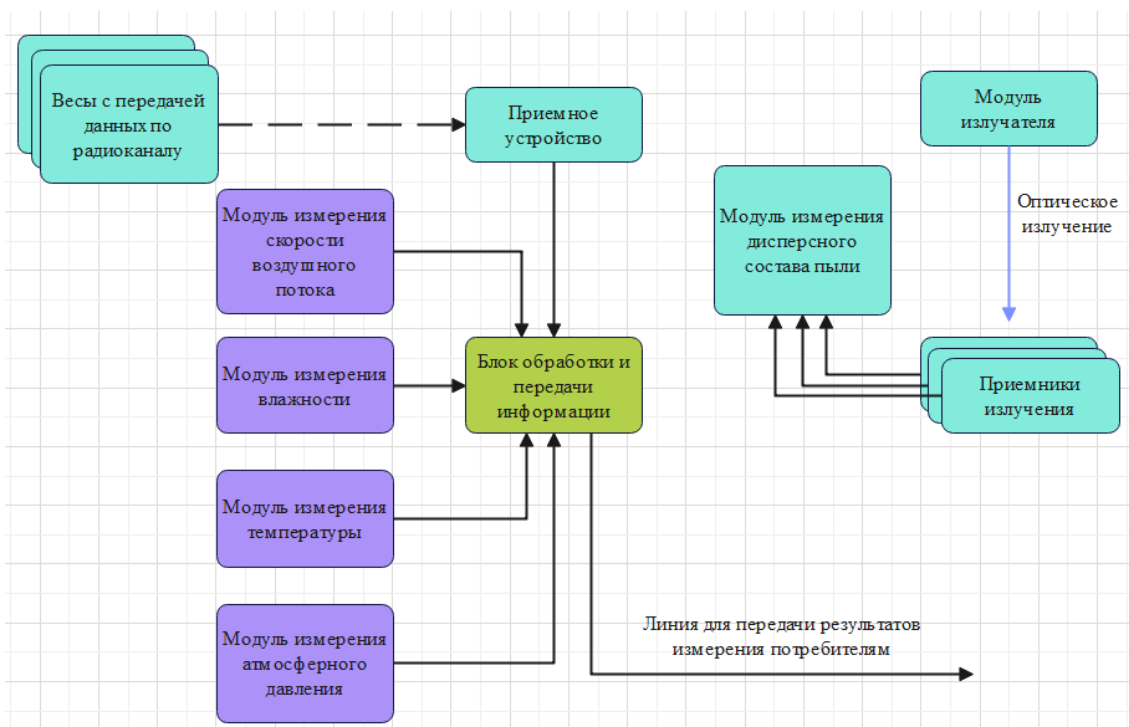 Весы с передачей
данных по
радиоканалу
Приемное
устройство
Модуль
излучателя
Модуль измерения
скорости
воздушного
потока
Модуль измерения
дисперсного
состава пыли
Оптическое
излучение
Модуль измерения
влажности
Блок обработки и
передачи
информации
Приемники
излучения
Модуль измерения
температуры
Модуль измерения
атмосферного
давления
Линия для передачи результатов
измерения потребителям